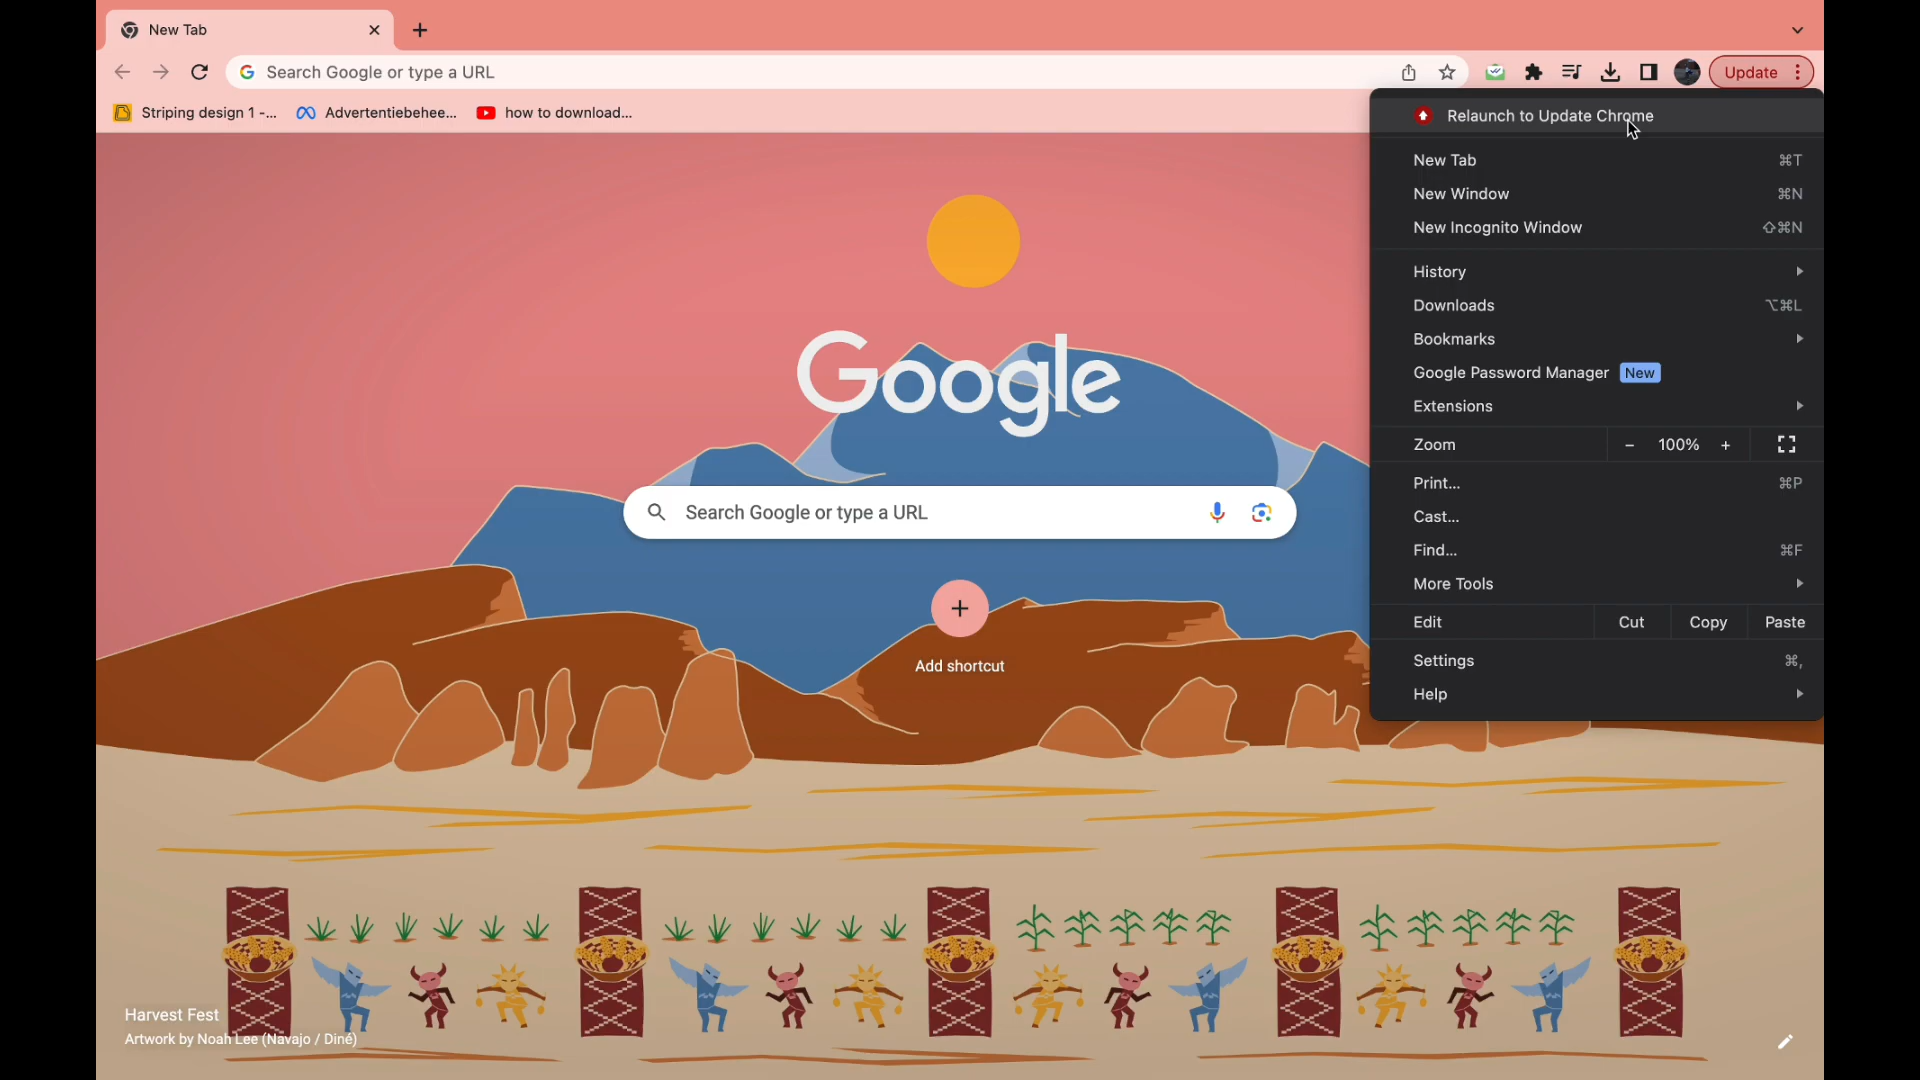 New Tab
Search Google or type a URL
Update
Striping design 1 -...
Advertentiebehee...
how to download...
Relaunch to Update Chrome
New Tab ⌘T
New Window ⌘N
New Incognito Window ⇧⌘N
History
Downloads ⌥⌘L
Bookmarks
Google Password Manager New
Extensions
Zoom - 100% +
Print... ⌘P
Cast...
Find... ⌘F
More Tools
Edit Cut Copy Paste
Settings ⌘,
Help
Google
Search Google or type a URL
Add shortcut
Harvest Fest
Artwork by Noah Lee (Navajo / Diné)